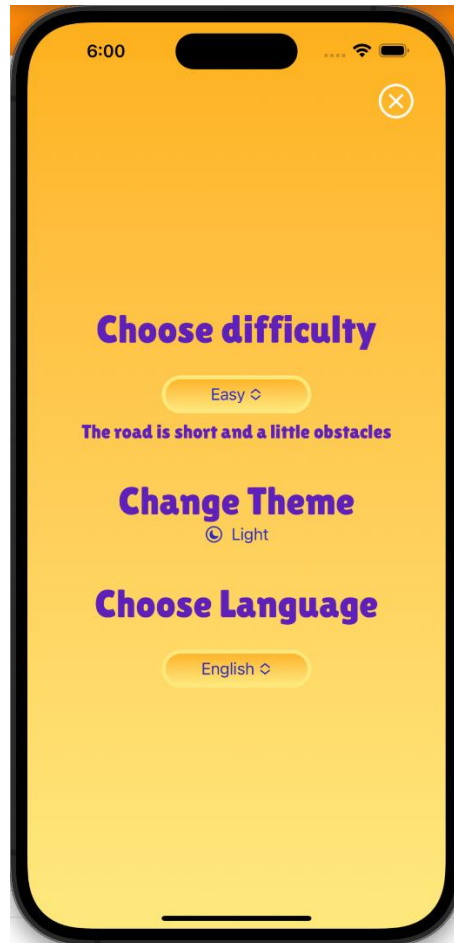 6:00
Choose difficulty
Easy
The road is short and a little obstacles
Change Theme
Light
Choose Language
English